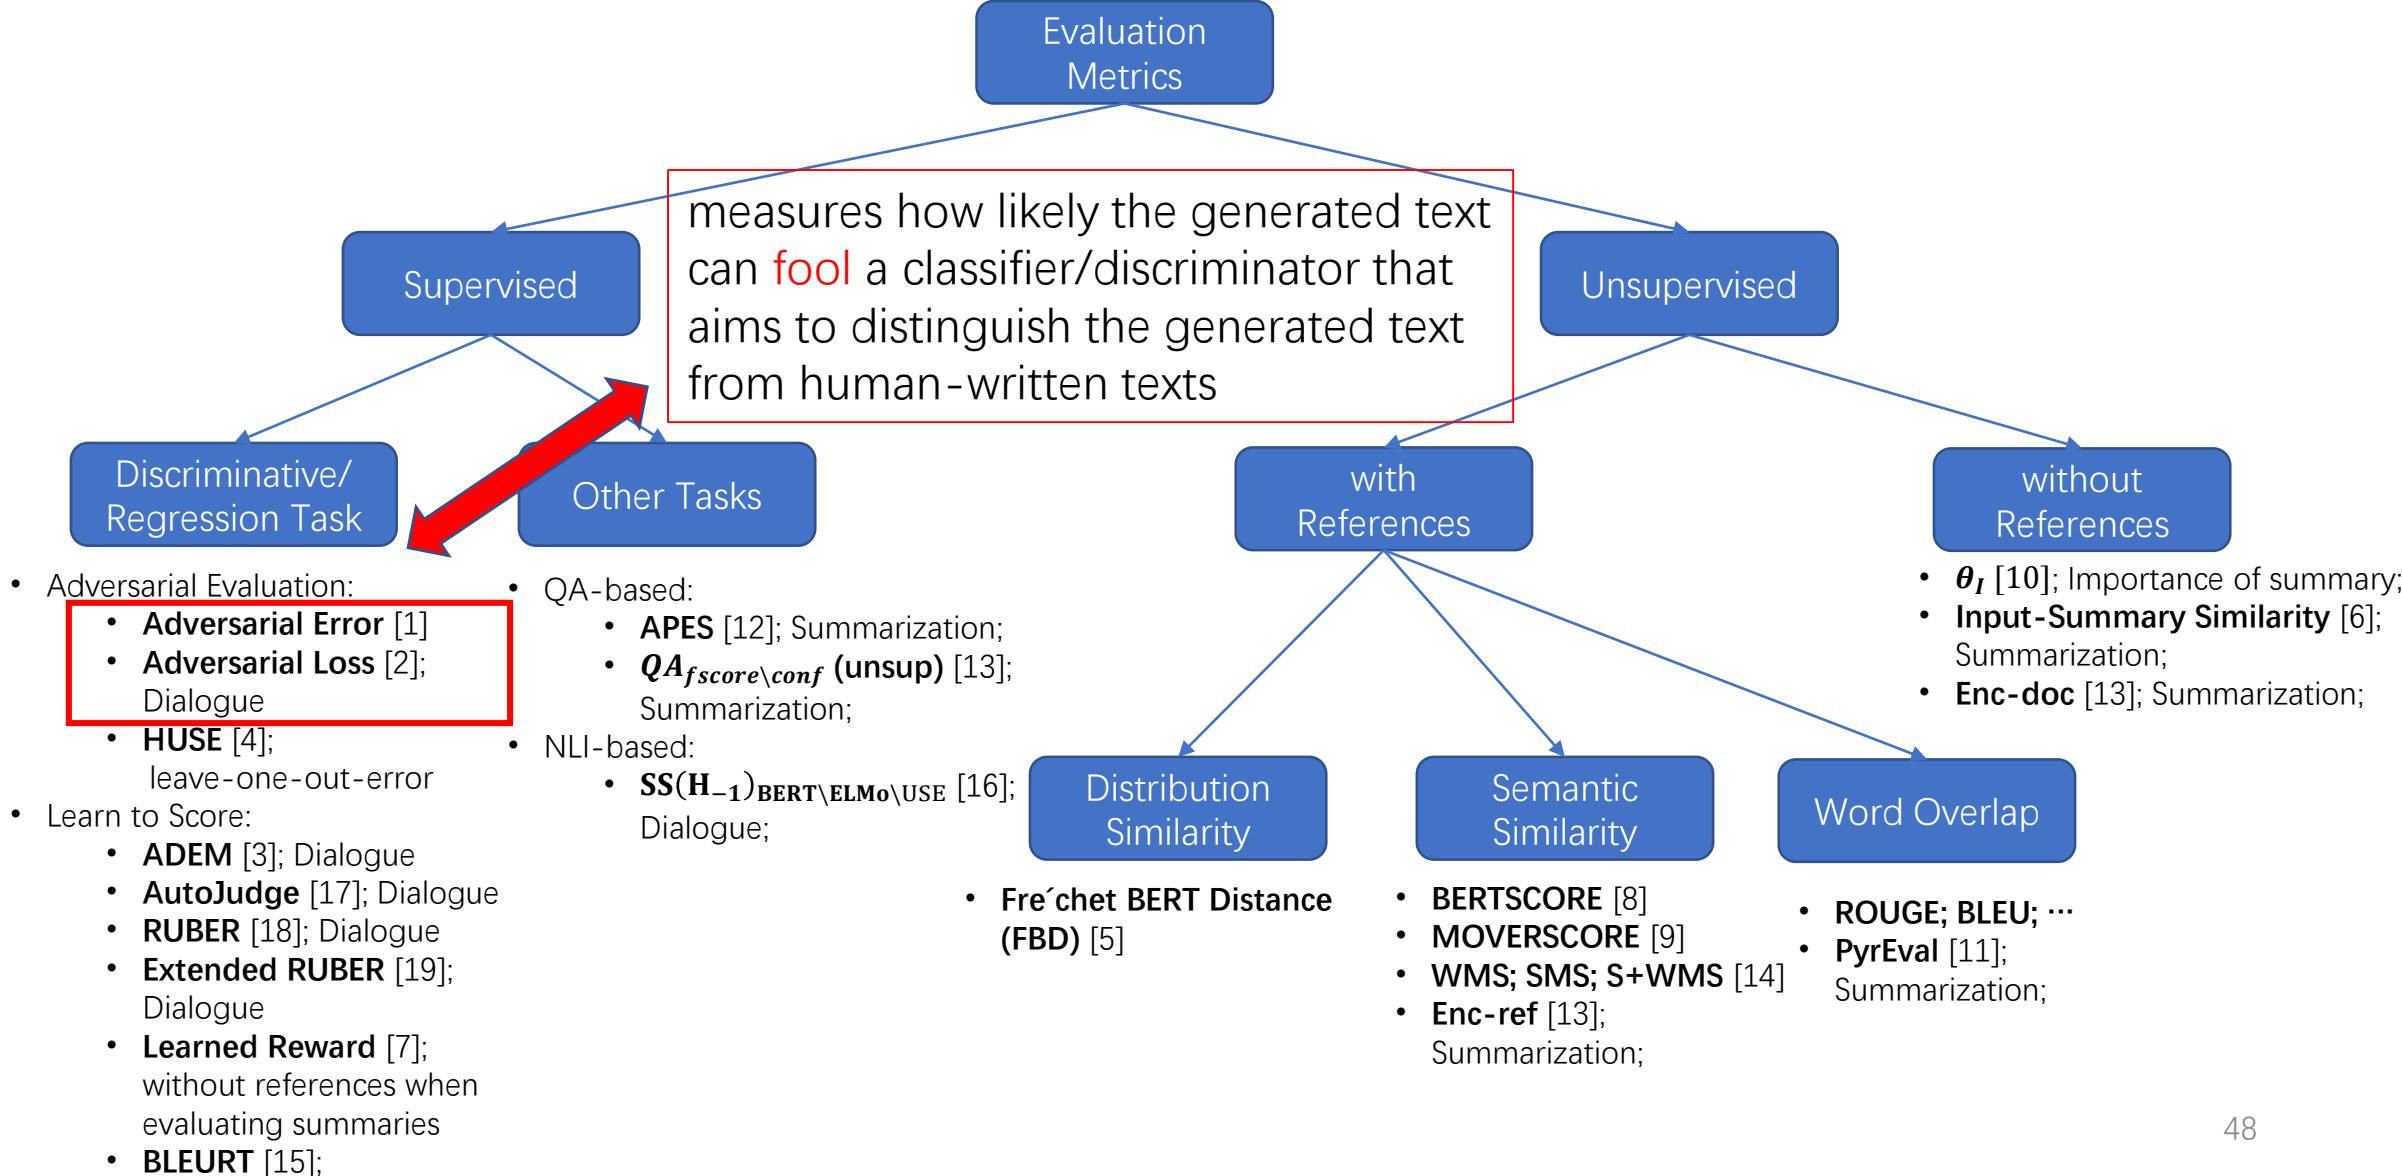 Evaluation
Metrics
measures how likely the generated text
can fool a classifier/discriminator that
aims to distinguish the generated text
from human-written texts
Supervised
Unsupervised
Discriminative/
Regression Task
Other Tasks
with
References
without
References
• Adversarial Evaluation:
• Adversarial Error [1]
• Adversarial Loss [2];
Dialogue
• HUSE [4];
leave-one-out-error
• Learn to Score:
• ADEM [3]; Dialogue
• AutoJudge [17]; Dialogue
• RUBER [18]; Dialogue
• Extended RUBER [19];
Dialogue
• Learned Reward [7];
without references when
evaluating summaries
• BLEURT [15];
• QA-based:
• APES [12]; Summarization;
• QA_{fscore\conf} (unsup) [13];
Summarization;
• NLI-based:
• SS(H_{−1})_{BERT\ELMo\USE} [16];
Dialogue;
• θ_I [10]; Importance of summary;
• Input-Summary Similarity [6];
Summarization;
• Enc-doc [13]; Summarization;
Distribution
Similarity
Semantic
Similarity
Word Overlap
• Fre´chet BERT Distance
(FBD) [5]
• BERTSCORE [8]
• MOVERSCORE [9]
• WMS; SMS; S+WMS [14]
• Enc-ref [13];
Summarization;
• ROUGE; BLEU; ⋯
• PyrEval [11];
Summarization;
48